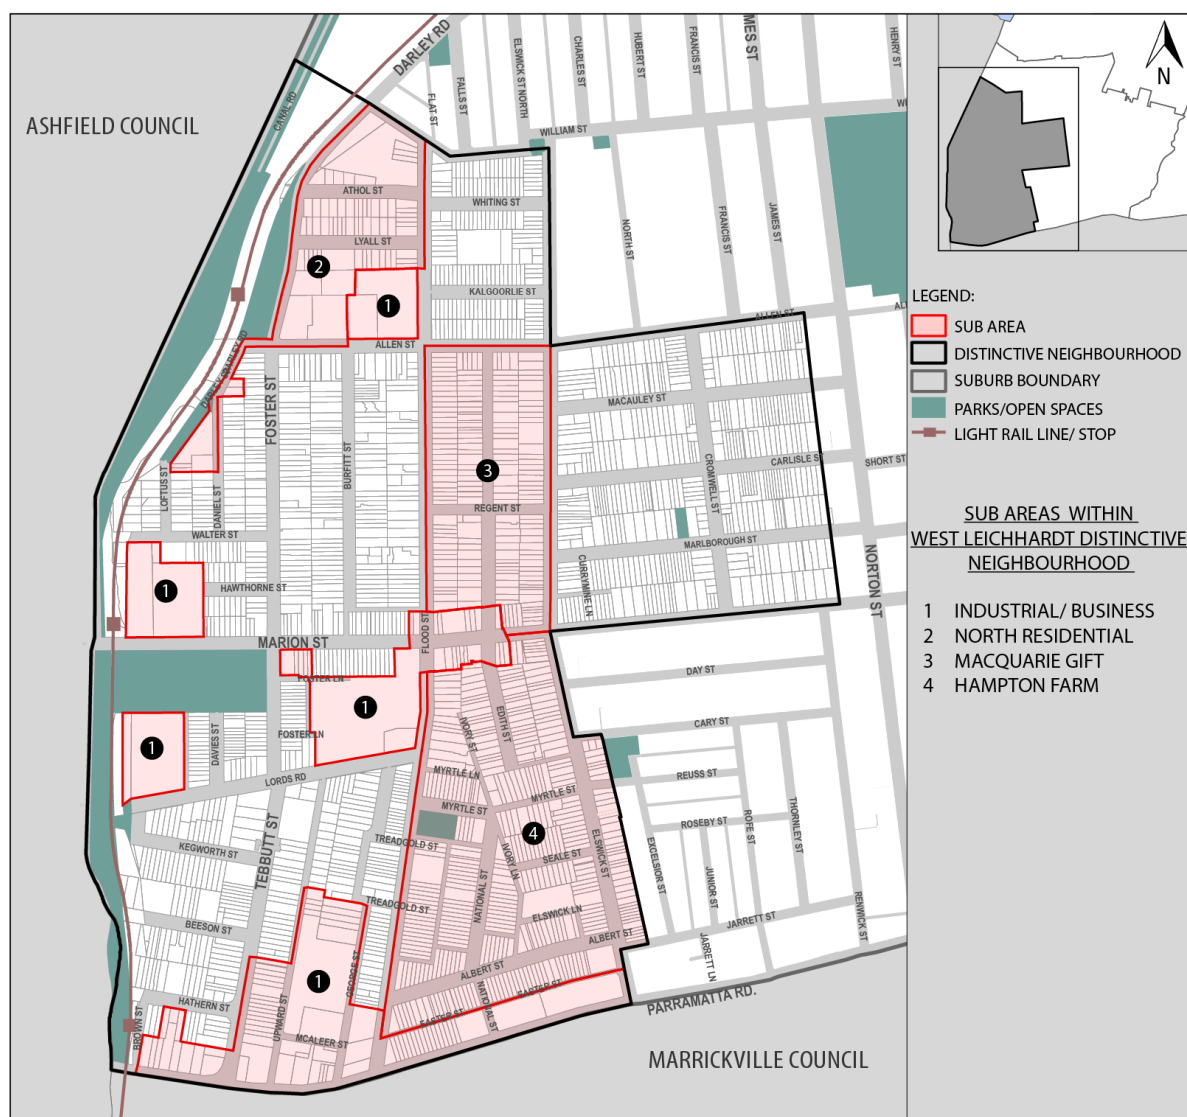 DARLEY RD
CANAL RD
FLAT ST
FALLS ST
ELSWICK ST NORTH
CHARLES ST
HUBERT ST
FRANCIS ST
MES ST
HENRY ST
N
ASHFIELD COUNCIL
WILLIAM ST
WI
ATHOL ST
WHITING ST
NORTH ST
FRANCIS ST
JAMES ST
LYALL ST
2
1
KALGOORLIE ST
ALLEN ST
ALLEN ST
AL
LEGEND:
SUB AREA
DISTINCTIVE NEIGHBOURHOOD
SUBURB BOUNDARY
PARKS/OPEN SPACES
LIGHT RAIL LINE/ STOP
DARLEY RD
FOSTER ST
BURFITT ST
MACAULEY ST
3
CROMWELL ST
CARLISLE ST
SHORT ST
LOFTUS ST
DANIEL ST
REGENT ST
WALTER ST
MARLBOROUGH ST
SUB AREAS WITHIN
WEST LEICHHARDT DISTINCTIVE
NEIGHBOURHOOD
1 INDUSTRIAL/ BUSINESS
2 NORTH RESIDENTIAL
3 MACQUARIE GIFT
4 HAMPTON FARM
1
HAWTHORNE ST
CURRYMINE LN
NORTON ST
MARION ST
FLOOD ST
FOSTER LN
DAY ST
1
FOSTER LN
EDITH ST
IVORY ST
CARY ST
1
DAVIES ST
LORDS RD
MYRTLE LN
REUSS ST
MYRTLE ST
MYRTLE ST
ROSEBY ST
ROFE ST
THORNLEY ST
TEBBUTT ST
KEGWORTH ST
TREADGOLD ST
4
IVORY LN
SEALE ST
ELSWICK ST
EXCELSIOR ST
JUNIOR ST
NATIONAL ST
TREADGOLD ST
ELSWICK LN
JARRETT ST
RENWICK ST
BEESON ST
ALBERT ST
ALBERT ST
JARRETT LN
1
GEORGE ST
UPWARD ST
NATIONAL ST
EASTER ST
EASTER ST
PARRAMATTA RD.
HATHERN ST
BROWN ST
MCALEER ST
MARRICKVILLE COUNCIL